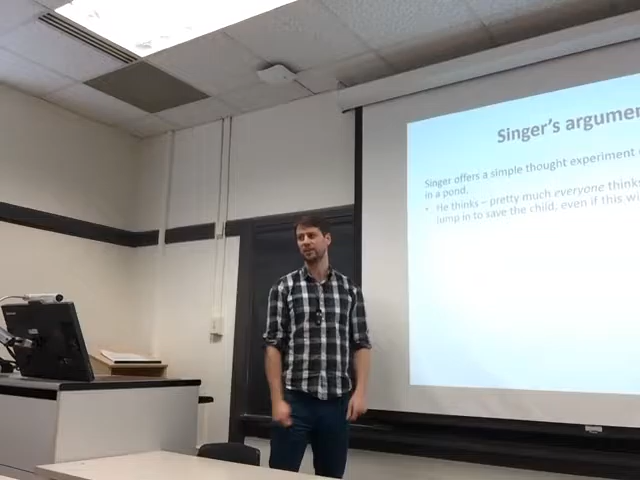 Singer's argumen
Singer offers a simple thought experiment
in a pond.
• He thinks – pretty much everyone thinks
jump in to save the child, even if this wi